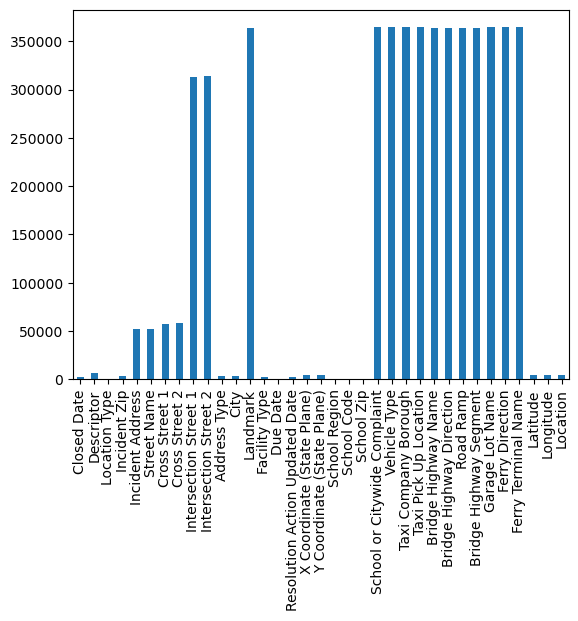 350000
300000
250000
200000
150000
100000
50000
0
Closed Date
Descriptor
Location Type
Incident Zip
Incident Address
Street Name
Cross Street 1
Cross Street 2
Intersection Street 1
Intersection Street 2
Address Type
City
Landmark
Facility Type
Due Date
Resolution Action Updated Date
X Coordinate (State Plane)
Y Coordinate (State Plane)
School Region
School Code
School Zip
School or Citywide Complaint
Vehicle Type
Taxi Company Borough
Taxi Pick Up Location
Bridge Highway Name
Bridge Highway Direction
Road Ramp
Bridge Highway Segment
Garage Lot Name
Ferry Direction
Ferry Terminal Name
Latitude
Longitude
Location